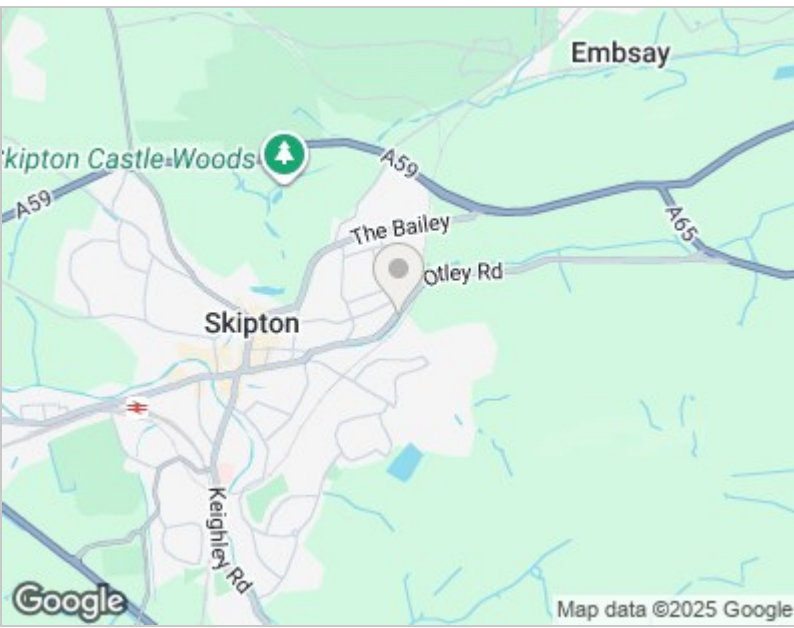 Embsay
kipton Castle Woods
A59
A59
The Bailey
A65
Otley Rd
Skipton
Keighley Rd
Google
Map data ©2025 Google